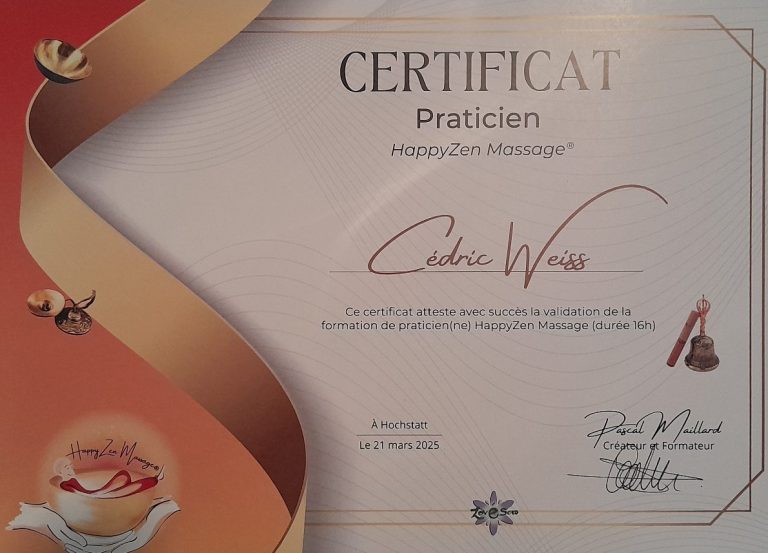 CERTIFICAT
Praticien
HappyZen Massage®
Cédric Weiss
Ce certificat atteste avec succès la validation de la
formation de praticien(ne) HappyZen Massage (durée 16h)
À Hochstatt
Le 21 mars 2025
Pascal Maillard
Créateur et Formateur
HappyZen Massage®